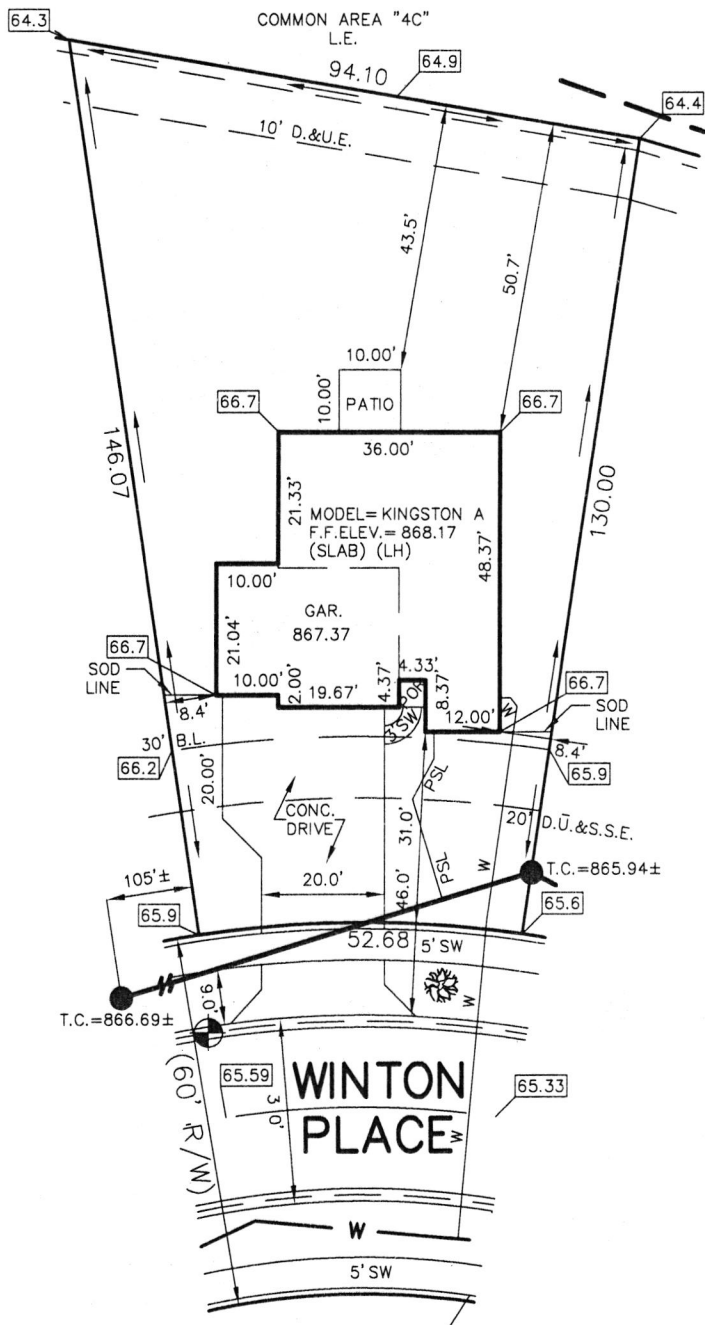 COMMON AREA "4C"
L.E.
64.3
94.10
64.9
64.4
10' D.&U.E.
43.5'
50.7'
10.00'
10.00'
PATIO
66.7
66.7
36.00'
146.07
130.00
21.33'
MODEL= KINGSTON A
F.F.ELEV.= 868.17
(SLAB) (LH)
48.37'
10.00'
GAR.
867.37
21.04'
66.7
SOD
LINE
10.00'
2.00'
19.67'
4.37'
4.33'
POR
8.37'
66.7
SOD
LINE
12.00'
W
3'SW
8.4'
8.4'
30' B.L.
66.2
65.9
20.00'
CONC.
DRIVE
PSL
31.0'
20' D.U.&S.S.E.
105'±
20.0'
46.0'
PSL
W
T.C.=865.94±
65.9
65.6
52.68
5' SW
T.C.=866.69±
9.0'
W
65.59
WINTON
PLACE
65.33
3.0'
W
(60' R/W)
W
5' SW